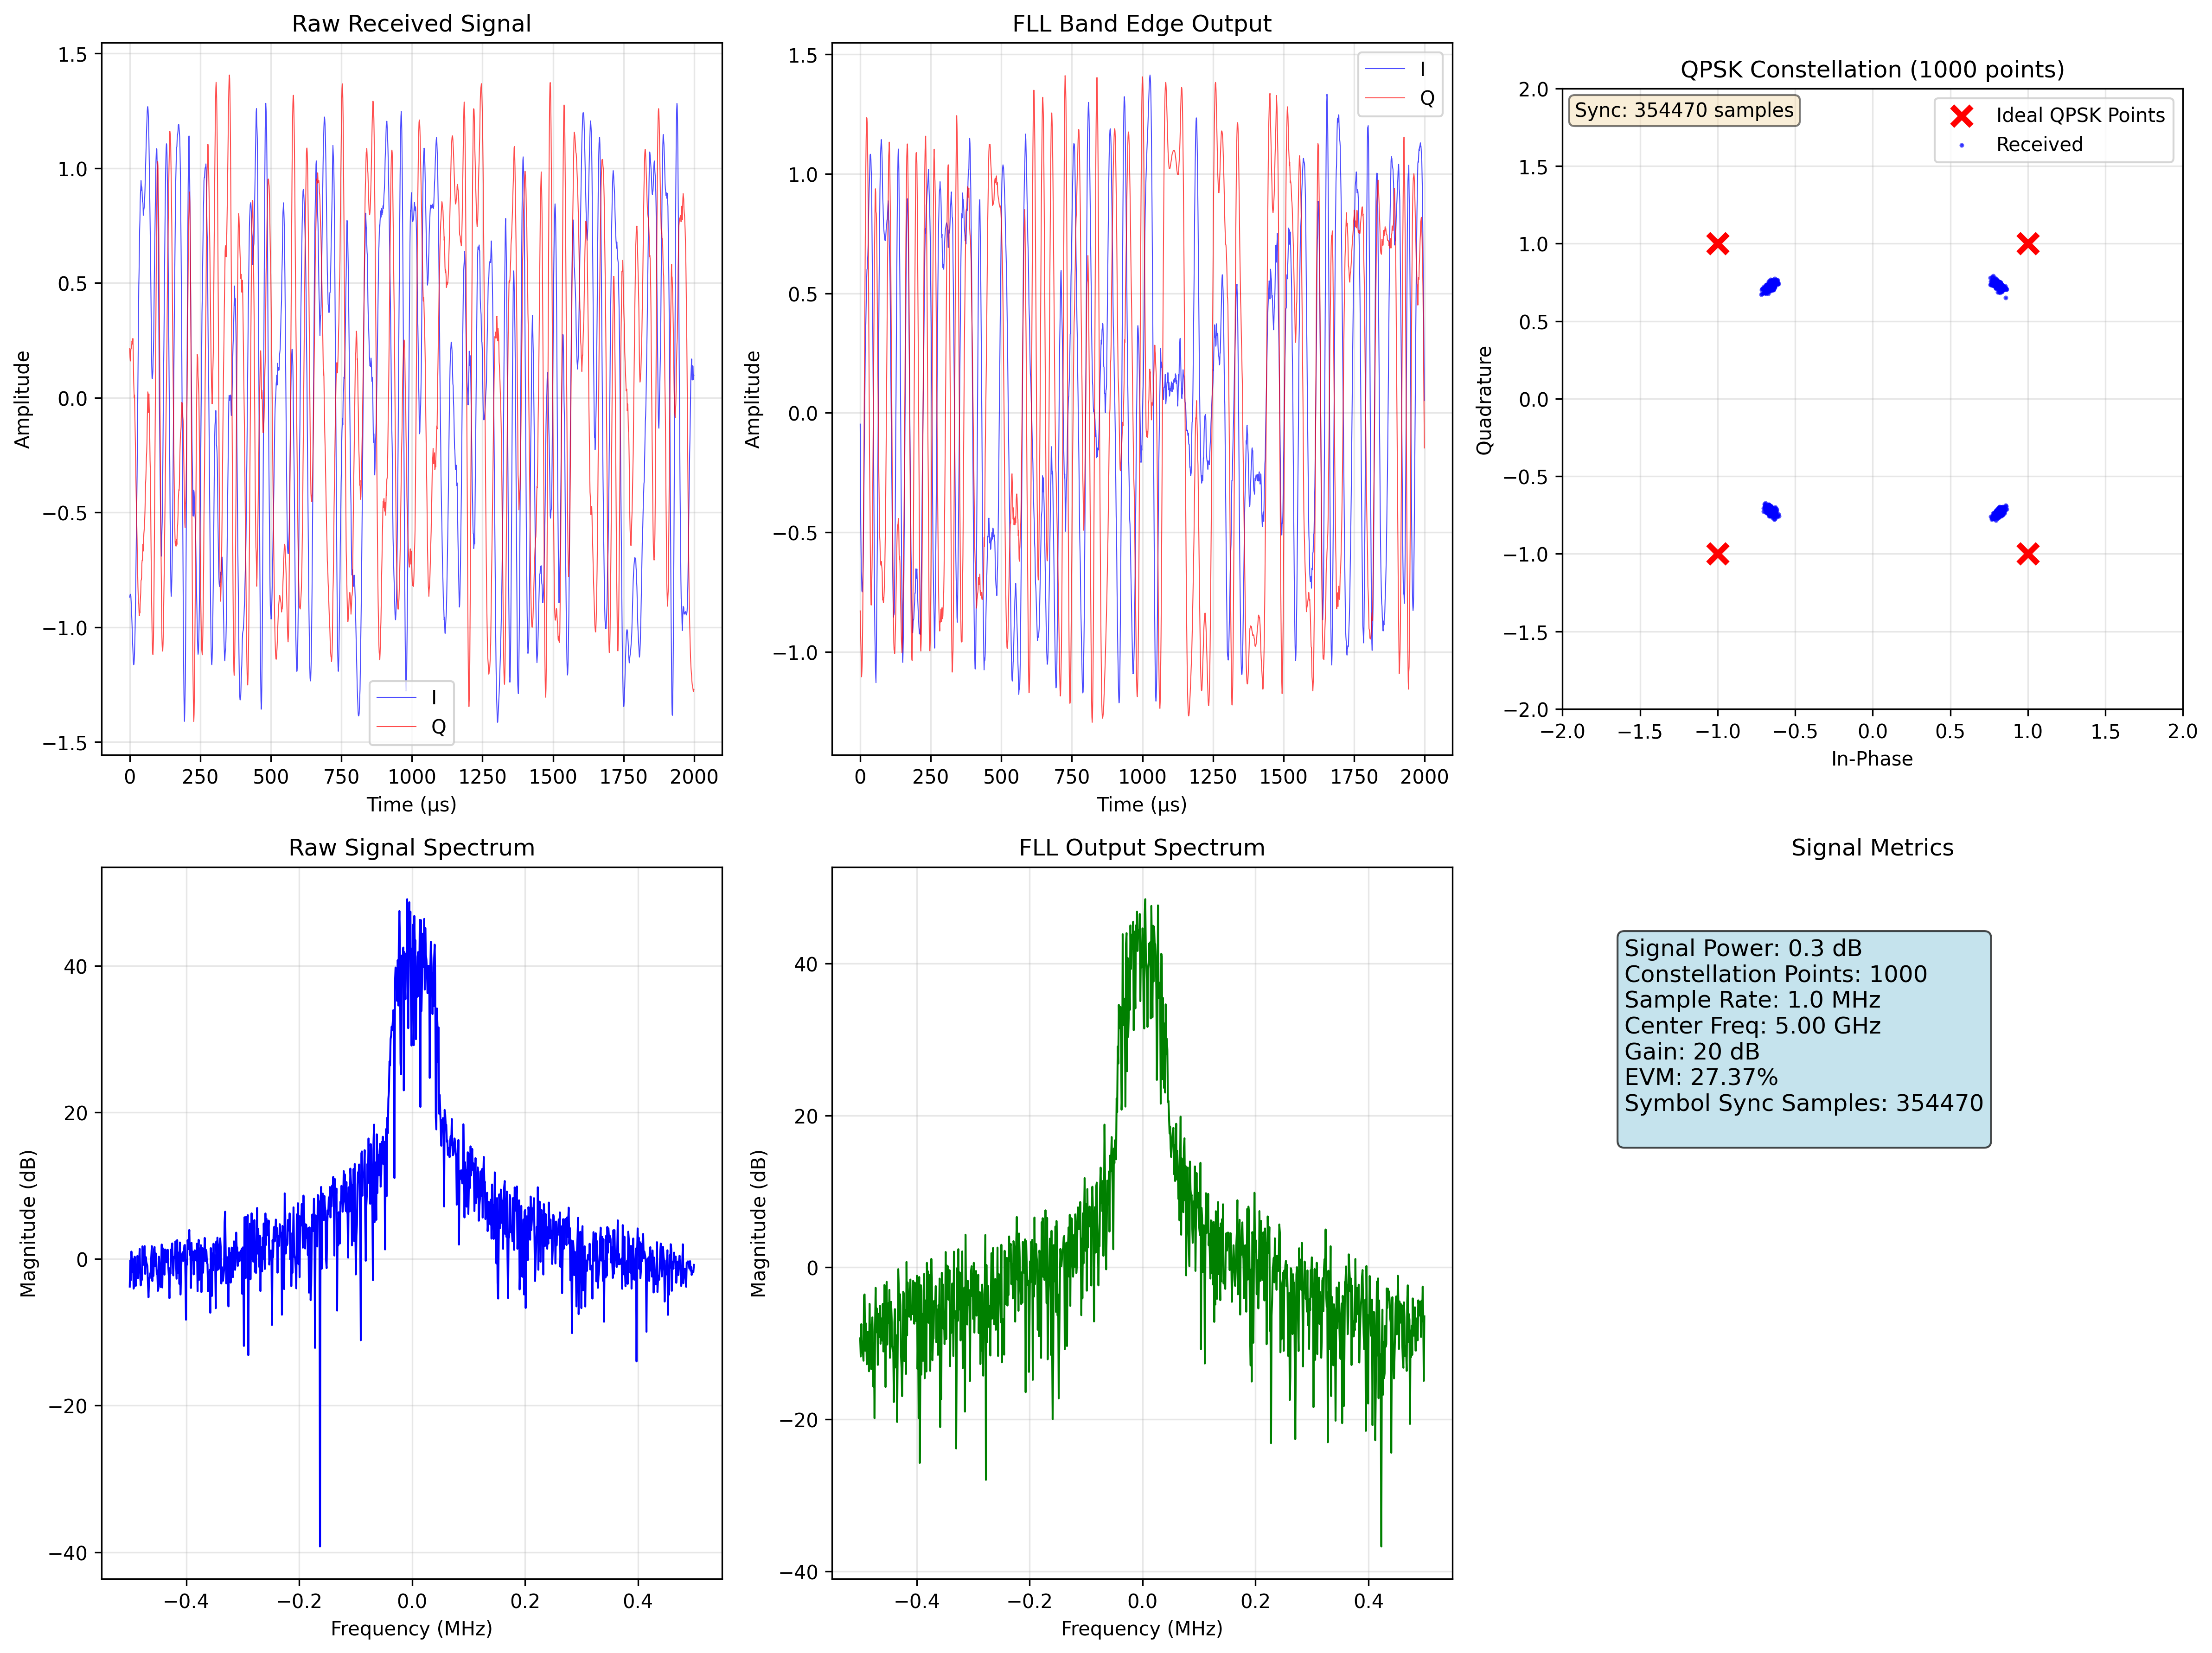 Raw Received Signal
1.5
1.0
0.5
0.0
−0.5
−1.0
−1.5
Amplitude
I
Q
0 250 500 750 1000 1250 1500 1750 2000
Time (μs)
FLL Band Edge Output
1.5
1.0
0.5
0.0
−0.5
−1.0
Amplitude
I
Q
0 250 500 750 1000 1250 1500 1750 2000
Time (μs)
QPSK Constellation (1000 points)
Sync: 354470 samples
Ideal QPSK Points
Received
2.0
1.5
1.0
0.5
0.0
−0.5
−1.0
−1.5
−2.0
Quadrature
−2.0 −1.5 −1.0 −0.5 0.0 0.5 1.0 1.5 2.0
In-Phase
Raw Signal Spectrum
40
20
0
−20
−40
Magnitude (dB)
−0.4 −0.2 0.0 0.2 0.4
Frequency (MHz)
FLL Output Spectrum
40
20
0
−20
−40
Magnitude (dB)
−0.4 −0.2 0.0 0.2 0.4
Frequency (MHz)
Signal Metrics
Signal Power: 0.3 dB
Constellation Points: 1000
Sample Rate: 1.0 MHz
Center Freq: 5.00 GHz
Gain: 20 dB
EVM: 27.37%
Symbol Sync Samples: 354470